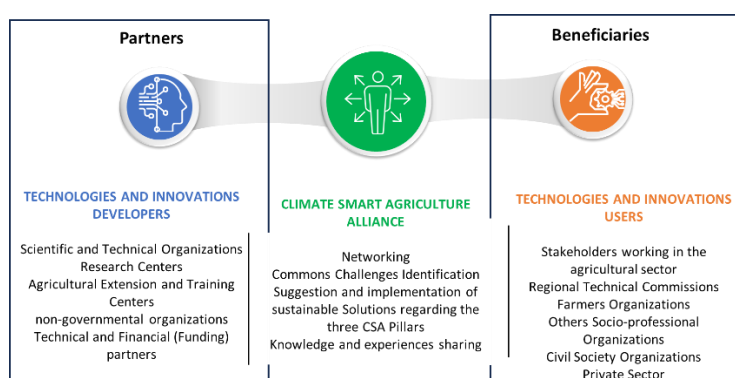 Partners
TECHNOLOGIES AND INNOVATIONS
DEVELOPERS
Scientific and Technical Organizations
Research Centers
Agricultural Extension and Training
Centers
non-governmental organizations
Technical and Financial (Funding)
partners
CLIMATE SMART AGRICULTURE
ALLIANCE
Networking
Commons Challenges Identification
Suggestion and implementation of
sustainable Solutions regarding the
three CSA Pillars
Knowledge and experiences sharing
Beneficiaries
TECHNOLOGIES AND INNOVATIONS
USERS
Stakeholders working in the
agricultural sector
Regional Technical Commissions
Farmers Organizations
Others Socio-professional
Organizations
Civil Society Organizations
Private Sector